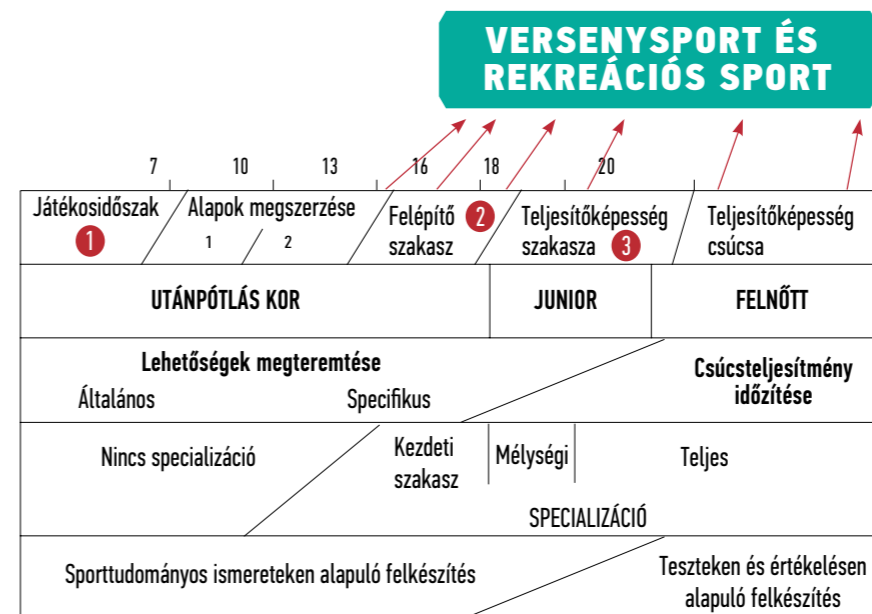 VERSENYSPORT ÉS
REKREÁCIÓS SPORT
7 10 13 16 18 20
Játékosidőszak
1
Alapok megszerzése
1 2
Felépítő 2
szakasz
Teljesítőképesség
szakasza 3
Teljesítőképesség
csúcsa
UTÁNPÓTLÁS KOR JUNIOR FELNŐTT
Lehetőségek megteremtése
Általános Specifikus
Csúcsteljesítmény
időzítése
Nincs specializáció
Kezdeti
szakasz
Mélységi
Teljes
SPECIALIZÁCIÓ
Sporttudományos ismereteken alapuló felkészítés
Teszteken és értékelésen
alapuló felkészítés